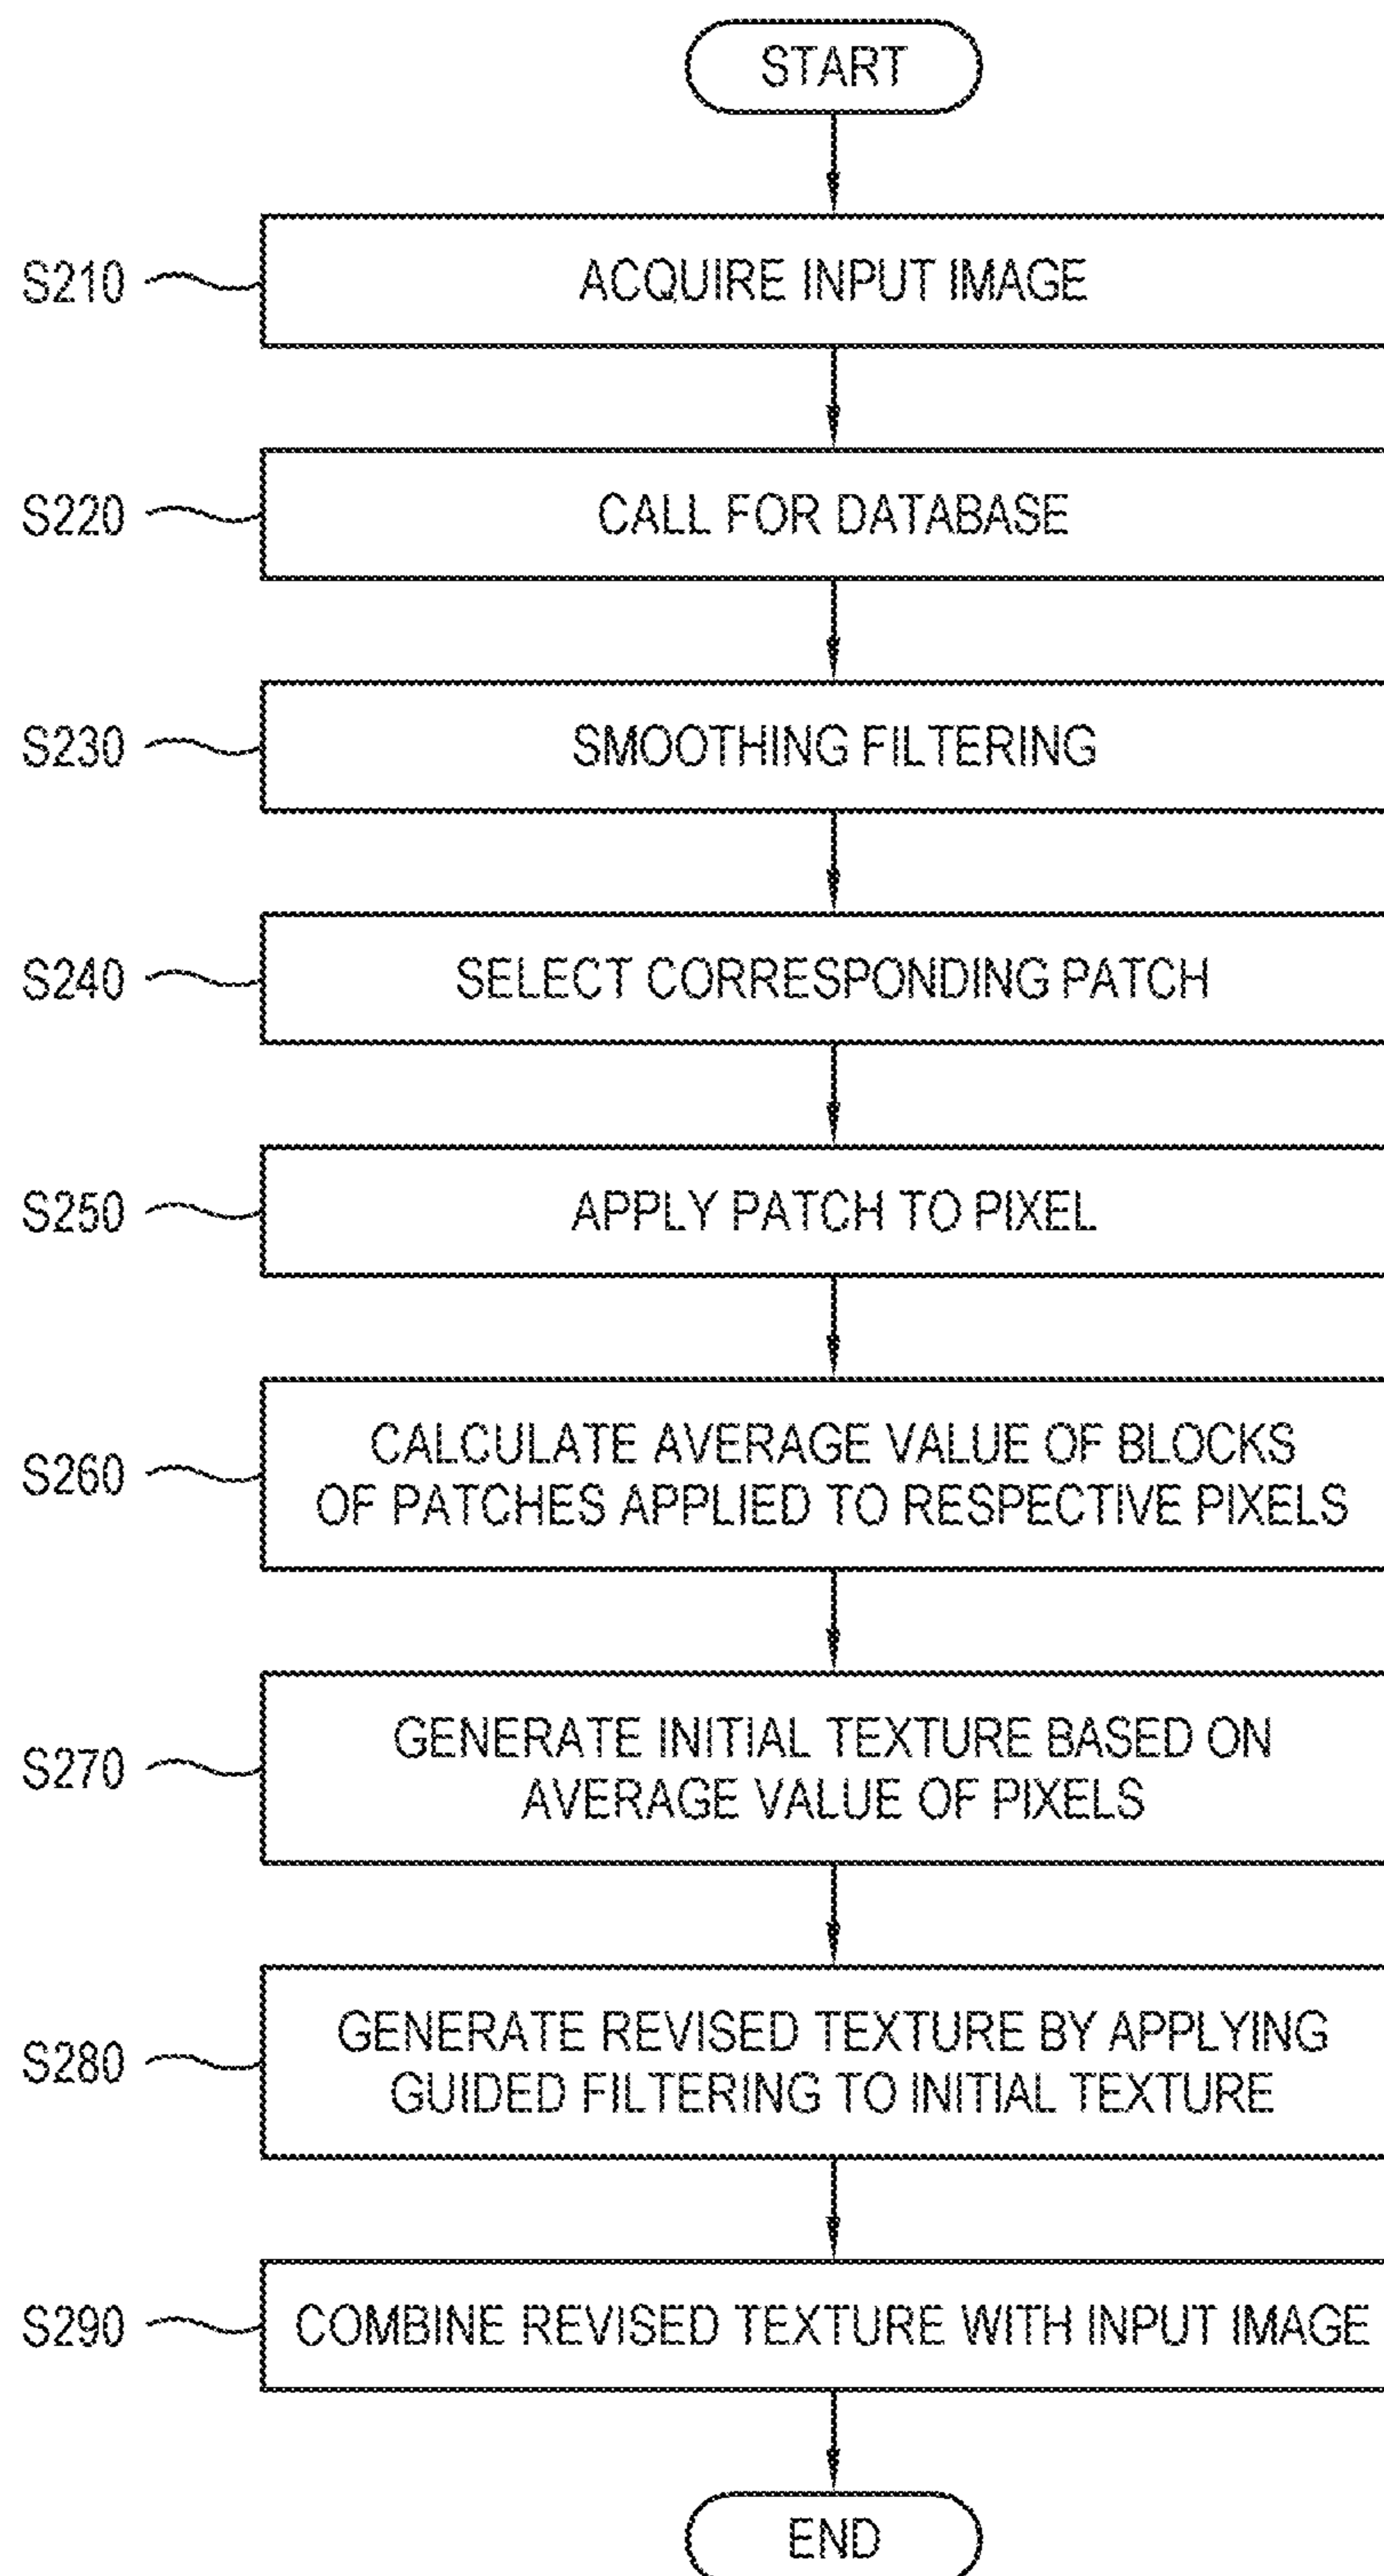 START
S210
ACQUIRE INPUT IMAGE
S220
CALL FOR DATABASE
S230
SMOOTHING FILTERING
S240
SELECT CORRESPONDING PATCH
S250
APPLY PATCH TO PIXEL
S260
CALCULATE AVERAGE VALUE OF BLOCKS
OF PATCHES APPLIED TO RESPECTIVE PIXELS
S270
GENERATE INITIAL TEXTURE BASED ON
AVERAGE VALUE OF PIXELS
S280
GENERATE REVISED TEXTURE BY APPLYING
GUIDED FILTERING TO INITIAL TEXTURE
S290
COMBINE REVISED TEXTURE WITH INPUT IMAGE
END